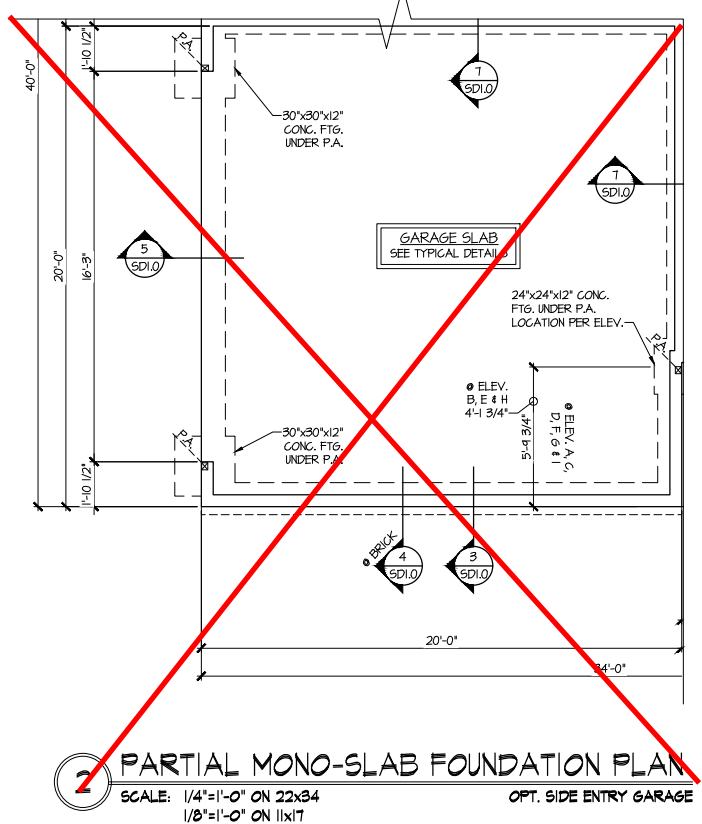 P.A.
1'-10 1/2"
40'-0"
7
SD1.0
30"x30"x12"
CONC. FTG.
UNDER P.A.
7
SD1.0
5
SD1.0
20'-0"
16'-3"
GARAGE SLAB
SEE TYPICAL DETAILS
24"x24"x12" CONC.
FTG. UNDER P.A.
LOCATION PER ELEV.
P.A.
@ ELEV.
B, E & H
4'-1 3/4"
5'-9 3/4"
@ ELEV. A, C,
D, F, G & I
P.A.
30"x30"x12"
CONC. FTG.
UNDER P.A.
1'-10 1/2"
@ BRICK
4
SD1.0
3
SD1.0
20'-0"
34'-0"
2
PARTIAL MONO-SLAB FOUNDATION PLAN
SCALE: 1/4"=1'-0" ON 22x34
OPT. SIDE ENTRY GARAGE
1/8"=1'-0" ON 11x17